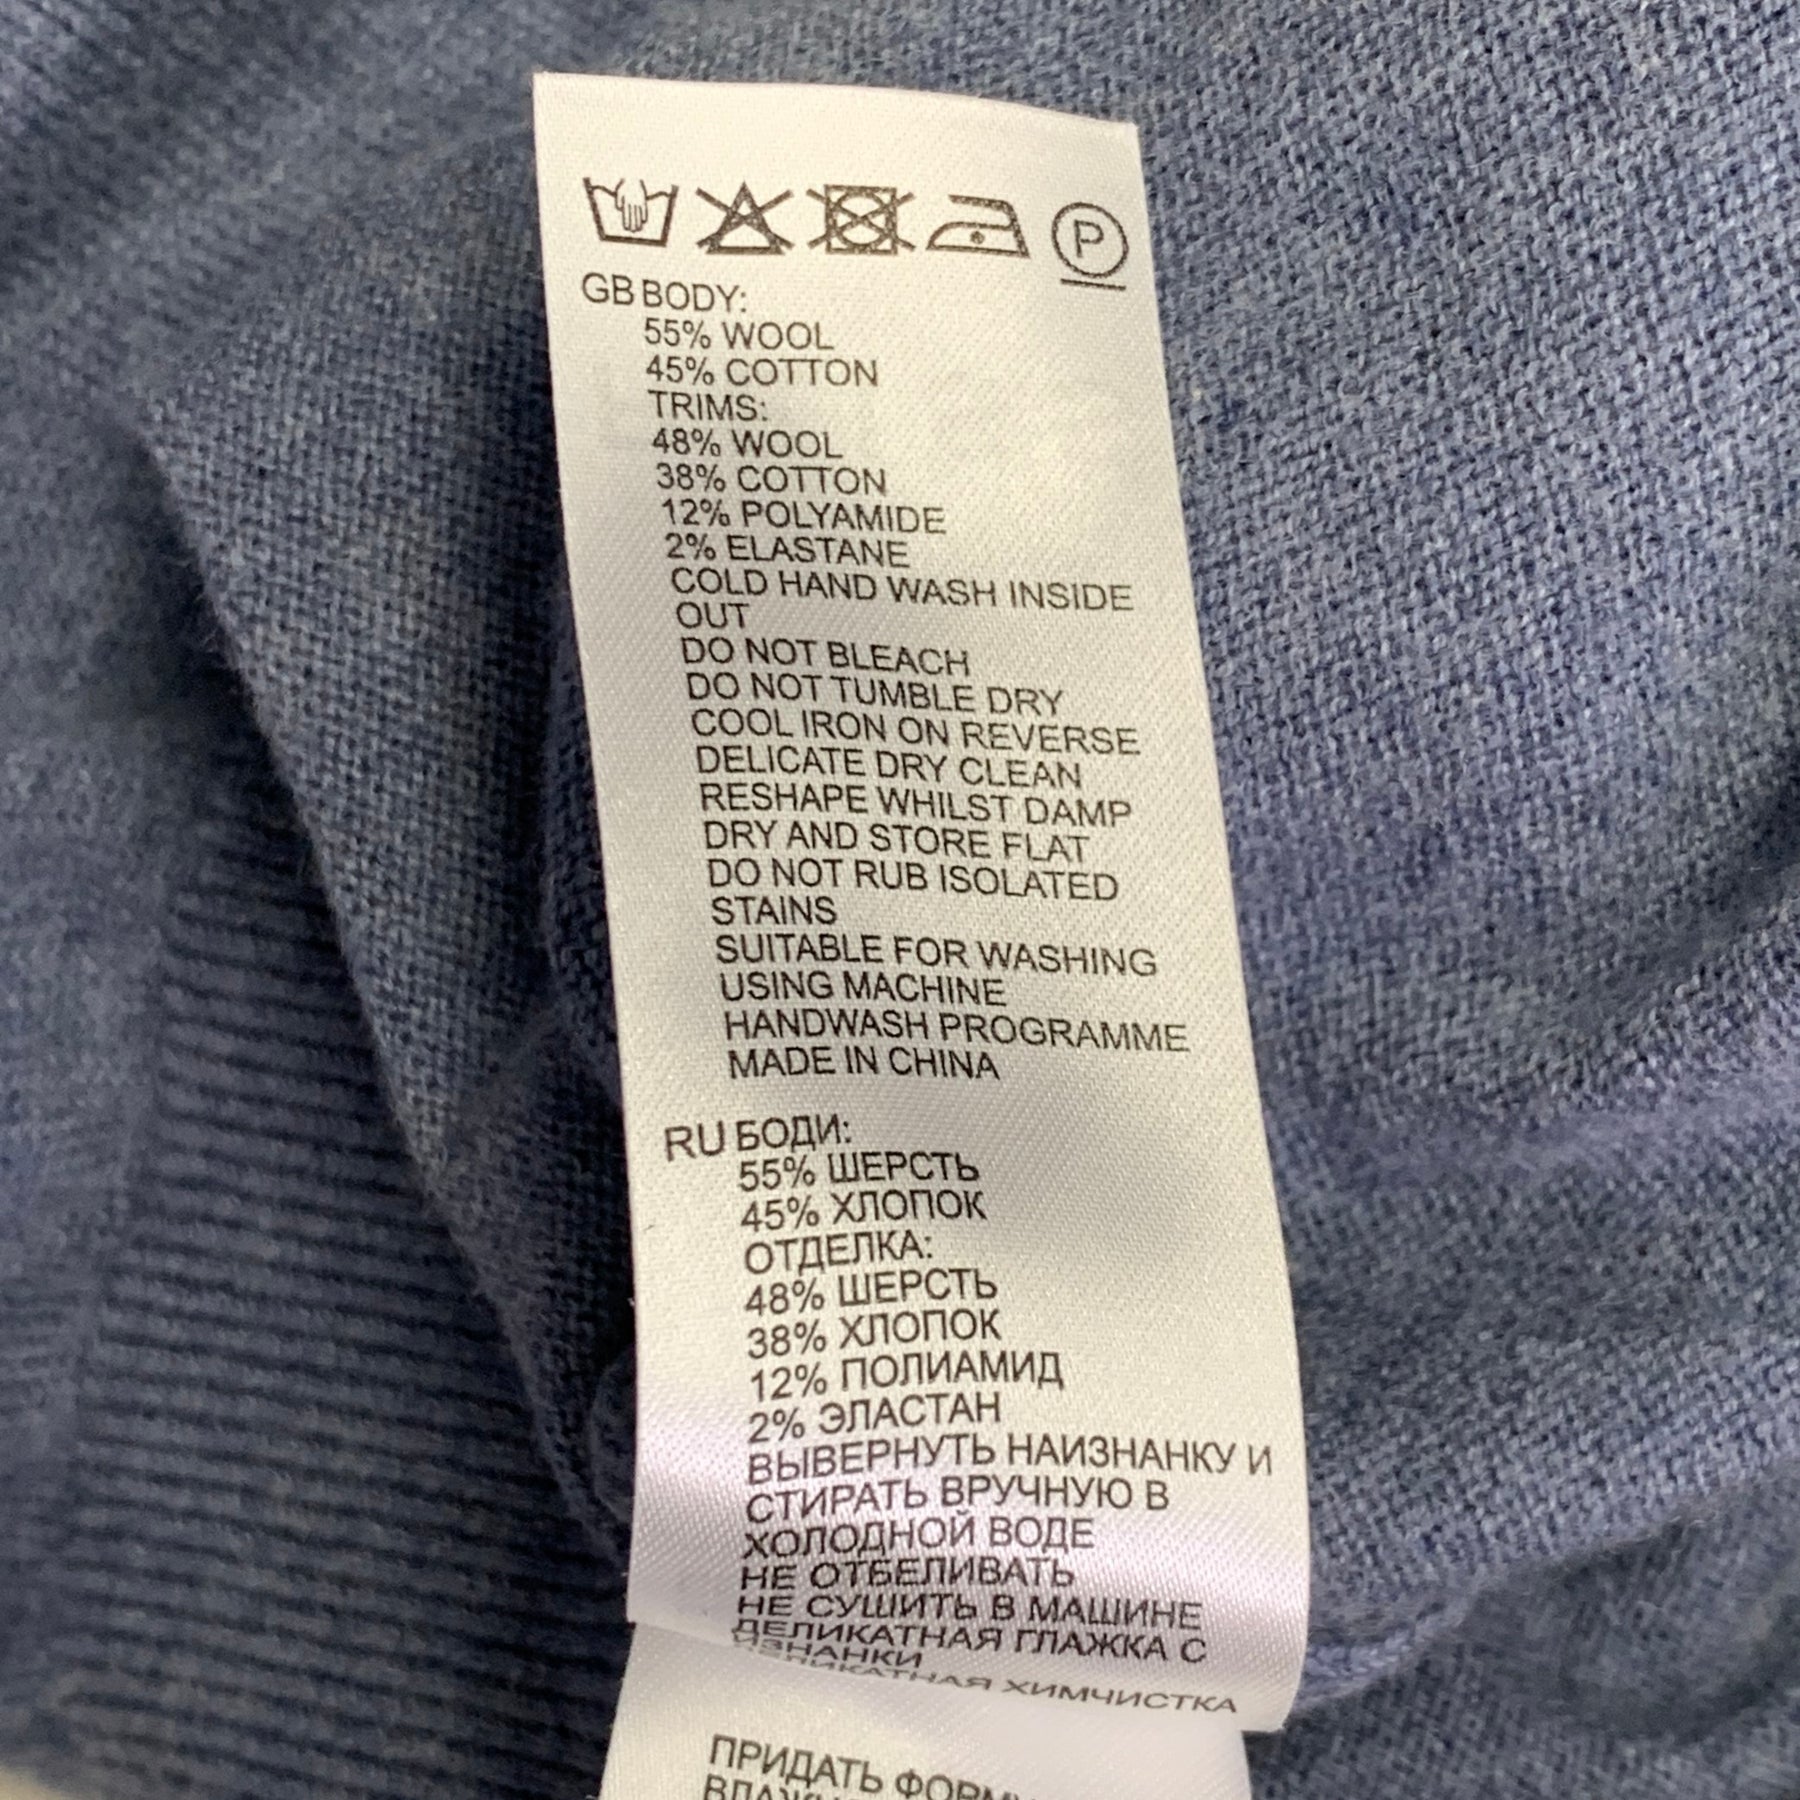 P
GB BODY:
55% WOOL
45% COTTON
TRIMS:
48% WOOL
38% COTTON
12% POLYAMIDE
2% ELASTANE
COLD HAND WASH INSIDE
OUT
DO NOT BLEACH
DO NOT TUMBLE DRY
COOL IRON ON REVERSE
DELICATE DRY CLEAN
RESHAPE WHILST DAMP
DRY AND STORE FLAT
DO NOT RUB ISOLATED
STAINS
SUITABLE FOR WASHING
USING MACHINE
HANDWASH PROGRAMME
MADE IN CHINA
RU БОДИ:
55% ШЕРСТЬ
45% ХЛОПОК
ОТДЕЛКА:
48% ШЕРСТЬ
38% ХЛОПОК
12% ПОЛИАМИД
2% ЭЛАСТАН
ВЫВЕРНУТЬ НАИЗНАНКУ И
СТИРАТЬ ВРУЧНУЮ В
ХОЛОДНОЙ ВОДЕ
НЕ ОТБЕЛИВАТЬ
НЕ СУШИТЬ В МАШИНЕ
ДЕЛИКАТНАЯ ГЛАЖКА С
ИЗНАНКИ
ДЕЛИКАТНАЯ ХИМЧИСТКА
ПРИДАТЬ